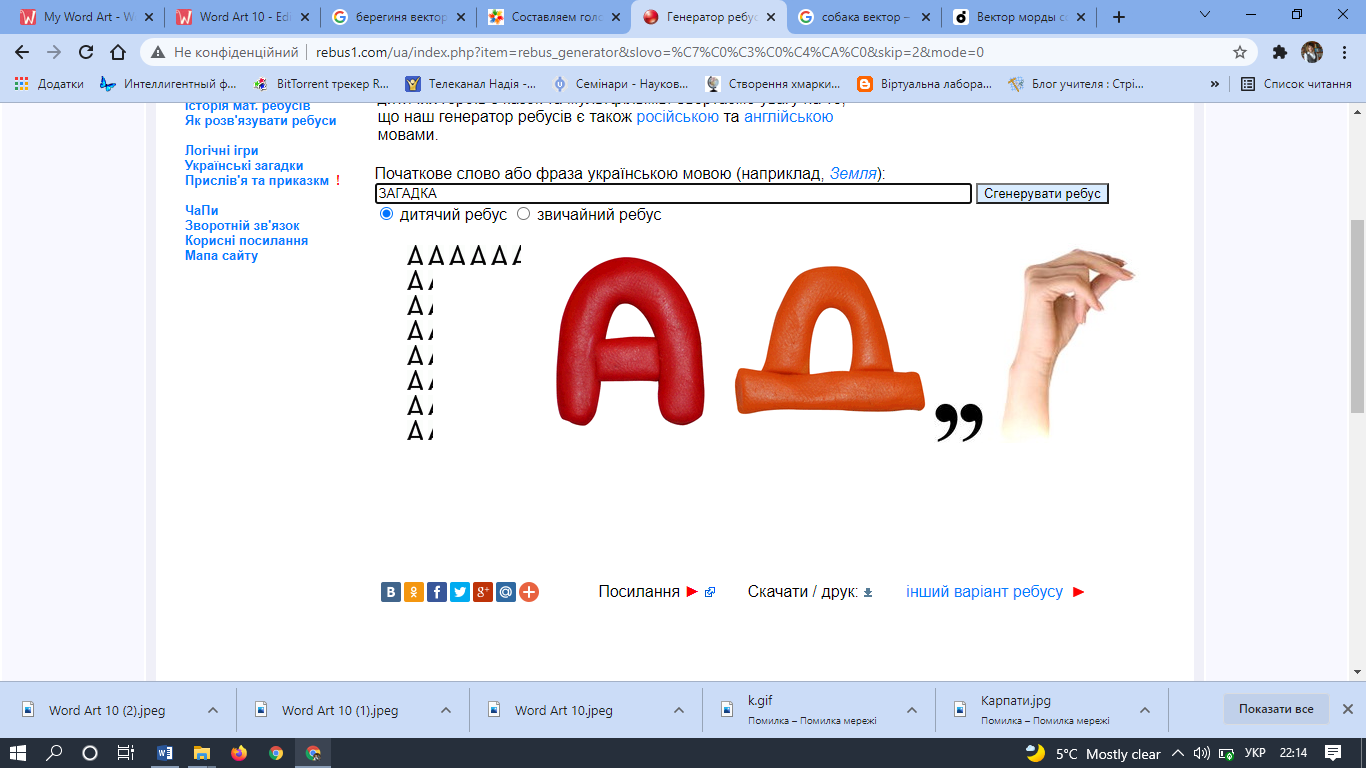 My Word Art - W
Word Art 10 - Edi
берегиня вектор
Составляем голо
Генератор ребус
собака вектор –
Вектор морды с
Не конфіденційний
rebus1.com/ua/index.php?item=rebus_generator&slovo=%C7%C0%C3%C0%C4%CA%C0&skip=2&mode=0
Додатки
Интеллигентный ф...
BitTorrent трекер R...
Телеканал Надія -...
Семінари - Науков...
Створення хмарки...
Віртуальна лабора...
Блог учителя : Стрі...
»
Список читання
Історія мат. ребусів
Як розв'язувати ребуси
Логічні ігри
Українські загадки
Прислів'я та приказкм !
ЧаПи
Зворотній зв'язок
Корисні посилання
Мапа сайту
що наш генератор ребусів є також російською та англійською
мовами.
Початкове слово або фраза українською мовою (наприклад, Земля):
ЗАГАДКА
Сгенерувати ребус
дитячий ребус звичайний ребус
А А А А А А
А А
А А
А А
А А
А А
А А
А А
А Д ,,
Посилання
Скачати / друк:
інший варіант ребусу
Word Art 10 (2).jpeg
Word Art 10 (1).jpeg
Word Art 10.jpeg
k.gif
Помилка – Помилка мережі
Карпати.jpg
Помилка – Помилка мережі
Показати все
5°C Mostly clear
УКР
22:14